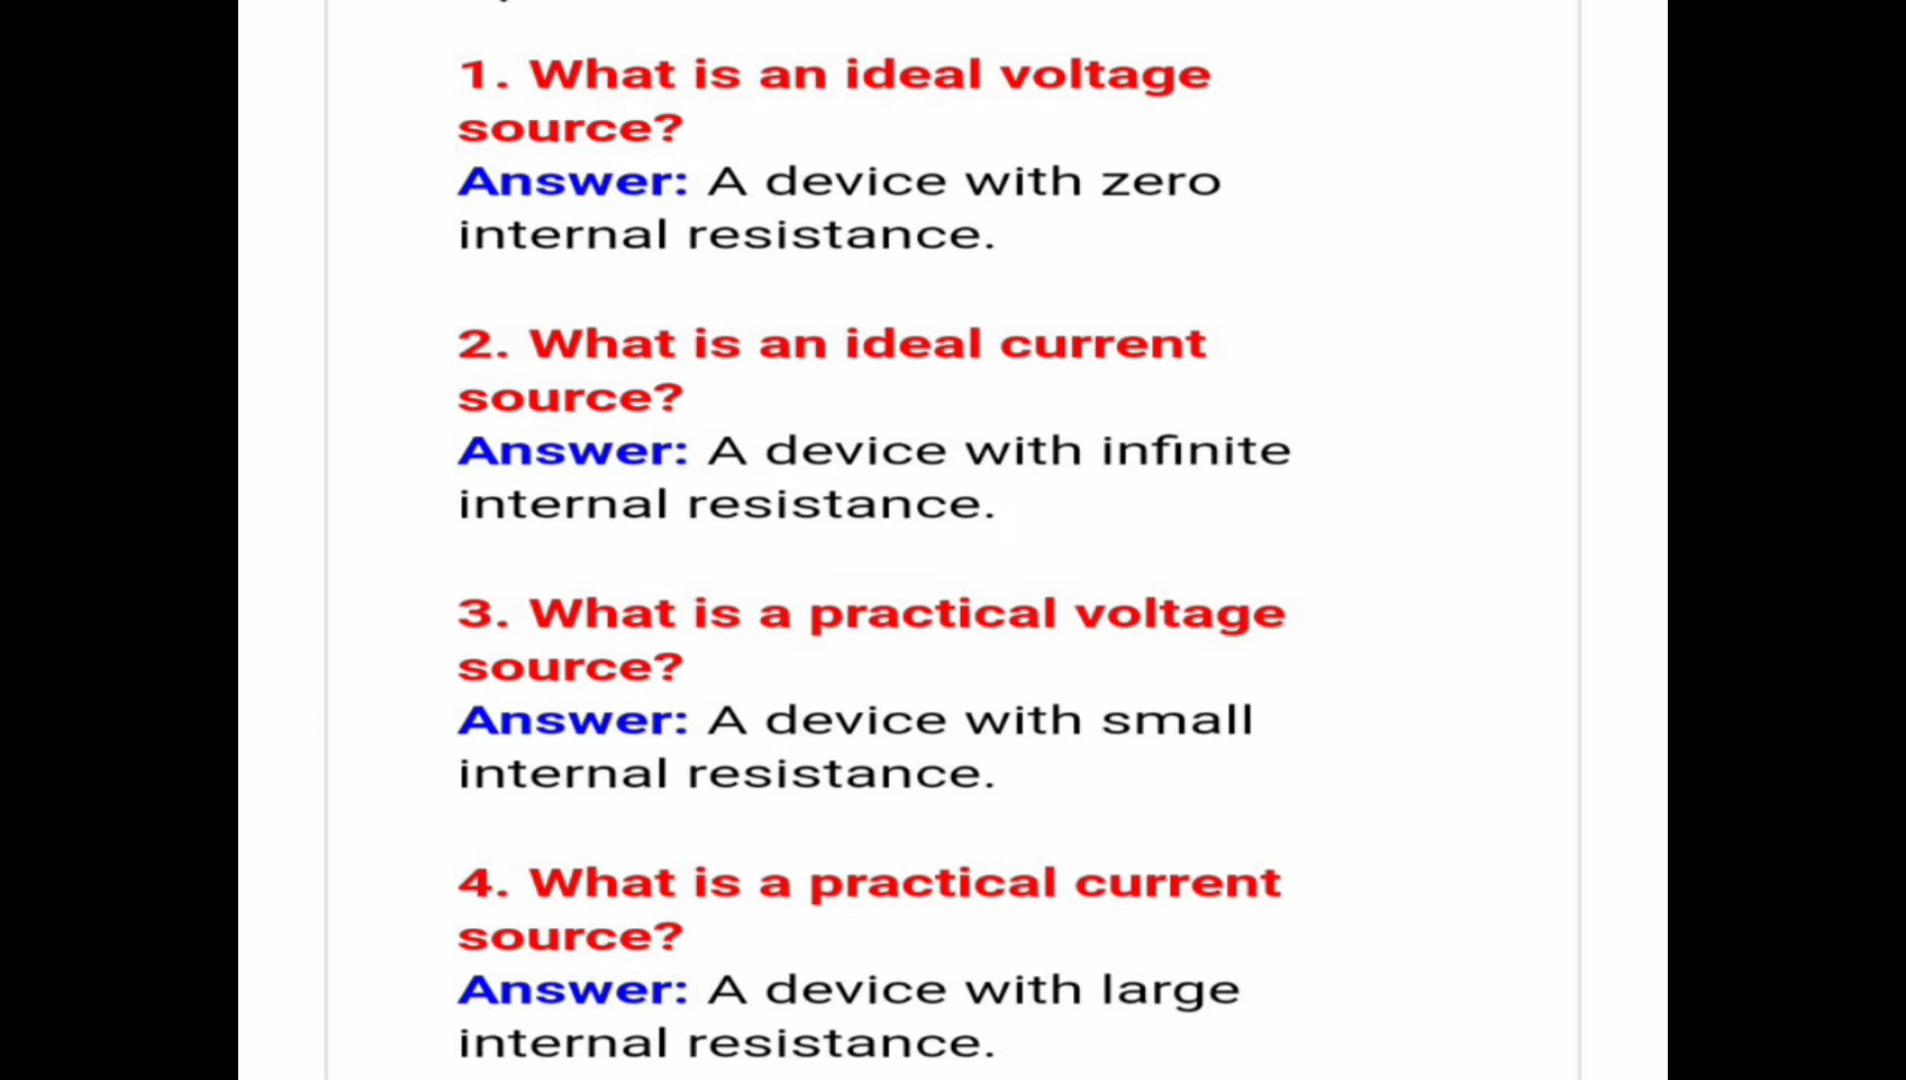 1. What is an ideal voltage
source?
Answer: A device with zero
internal resistance.
2. What is an ideal current
source?
Answer: A device with infinite
internal resistance.
3. What is a practical voltage
source?
Answer: A device with small
internal resistance.
4. What is a practical current
source?
Answer: A device with large
internal resistance.